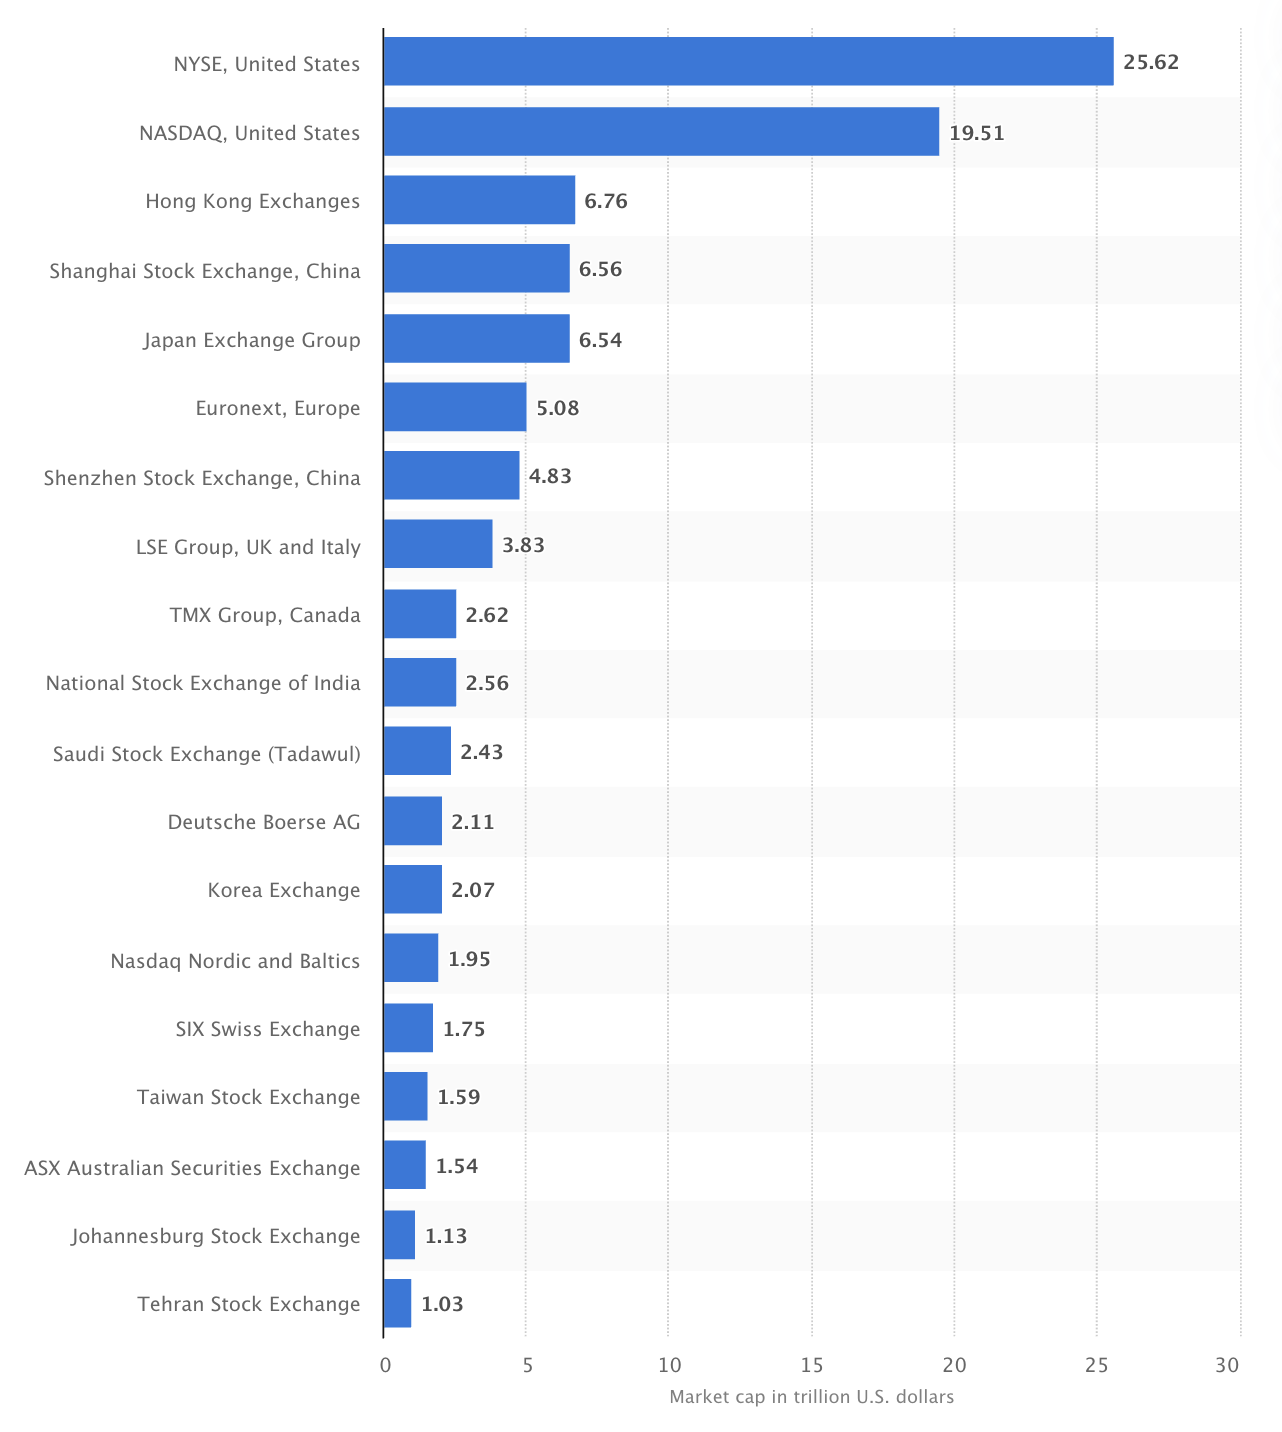 NYSE, United States 25.62
NASDAQ, United States 19.51
Hong Kong Exchanges 6.76
Shanghai Stock Exchange, China 6.56
Japan Exchange Group 6.54
Euronext, Europe 5.08
Shenzhen Stock Exchange, China 4.83
LSE Group, UK and Italy 3.83
TMX Group, Canada 2.62
National Stock Exchange of India 2.56
Saudi Stock Exchange (Tadawul) 2.43
Deutsche Boerse AG 2.11
Korea Exchange 2.07
Nasdaq Nordic and Baltics 1.95
SIX Swiss Exchange 1.75
Taiwan Stock Exchange 1.59
ASX Australian Securities Exchange 1.54
Johannesburg Stock Exchange 1.13
Tehran Stock Exchange 1.03
0 5 10 15 20 25 30
Market cap in trillion U.S. dollars